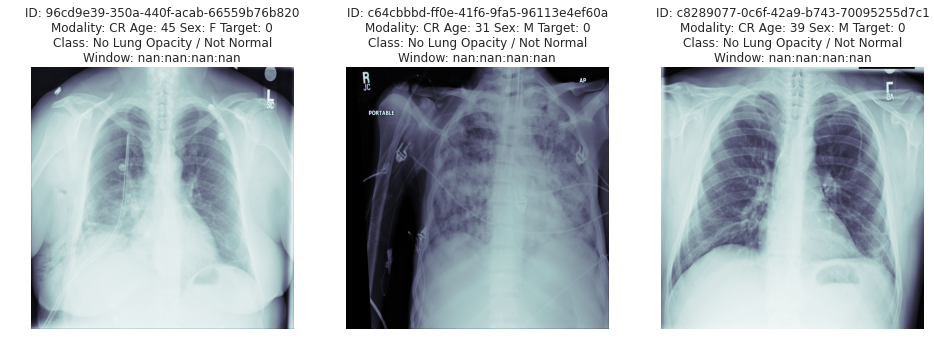 ID: 96cd9e39-350a-440f-acab-66559b76b820
Modality: CR Age: 45 Sex: F Target: 0
Class: No Lung Opacity / Not Normal
Window: nan:nan:nan:nan
L
ID: c64cbbbd-ff0e-41f6-9fa5-96113e4ef60a
Modality: CR Age: 31 Sex: M Target: 0
Class: No Lung Opacity / Not Normal
Window: nan:nan:nan:nan
R
JC
AP
PORTABLE
ID: c8289077-0c6f-42a9-b743-70095255d7c1
Modality: CR Age: 39 Sex: M Target: 0
Class: No Lung Opacity / Not Normal
Window: nan:nan:nan:nan